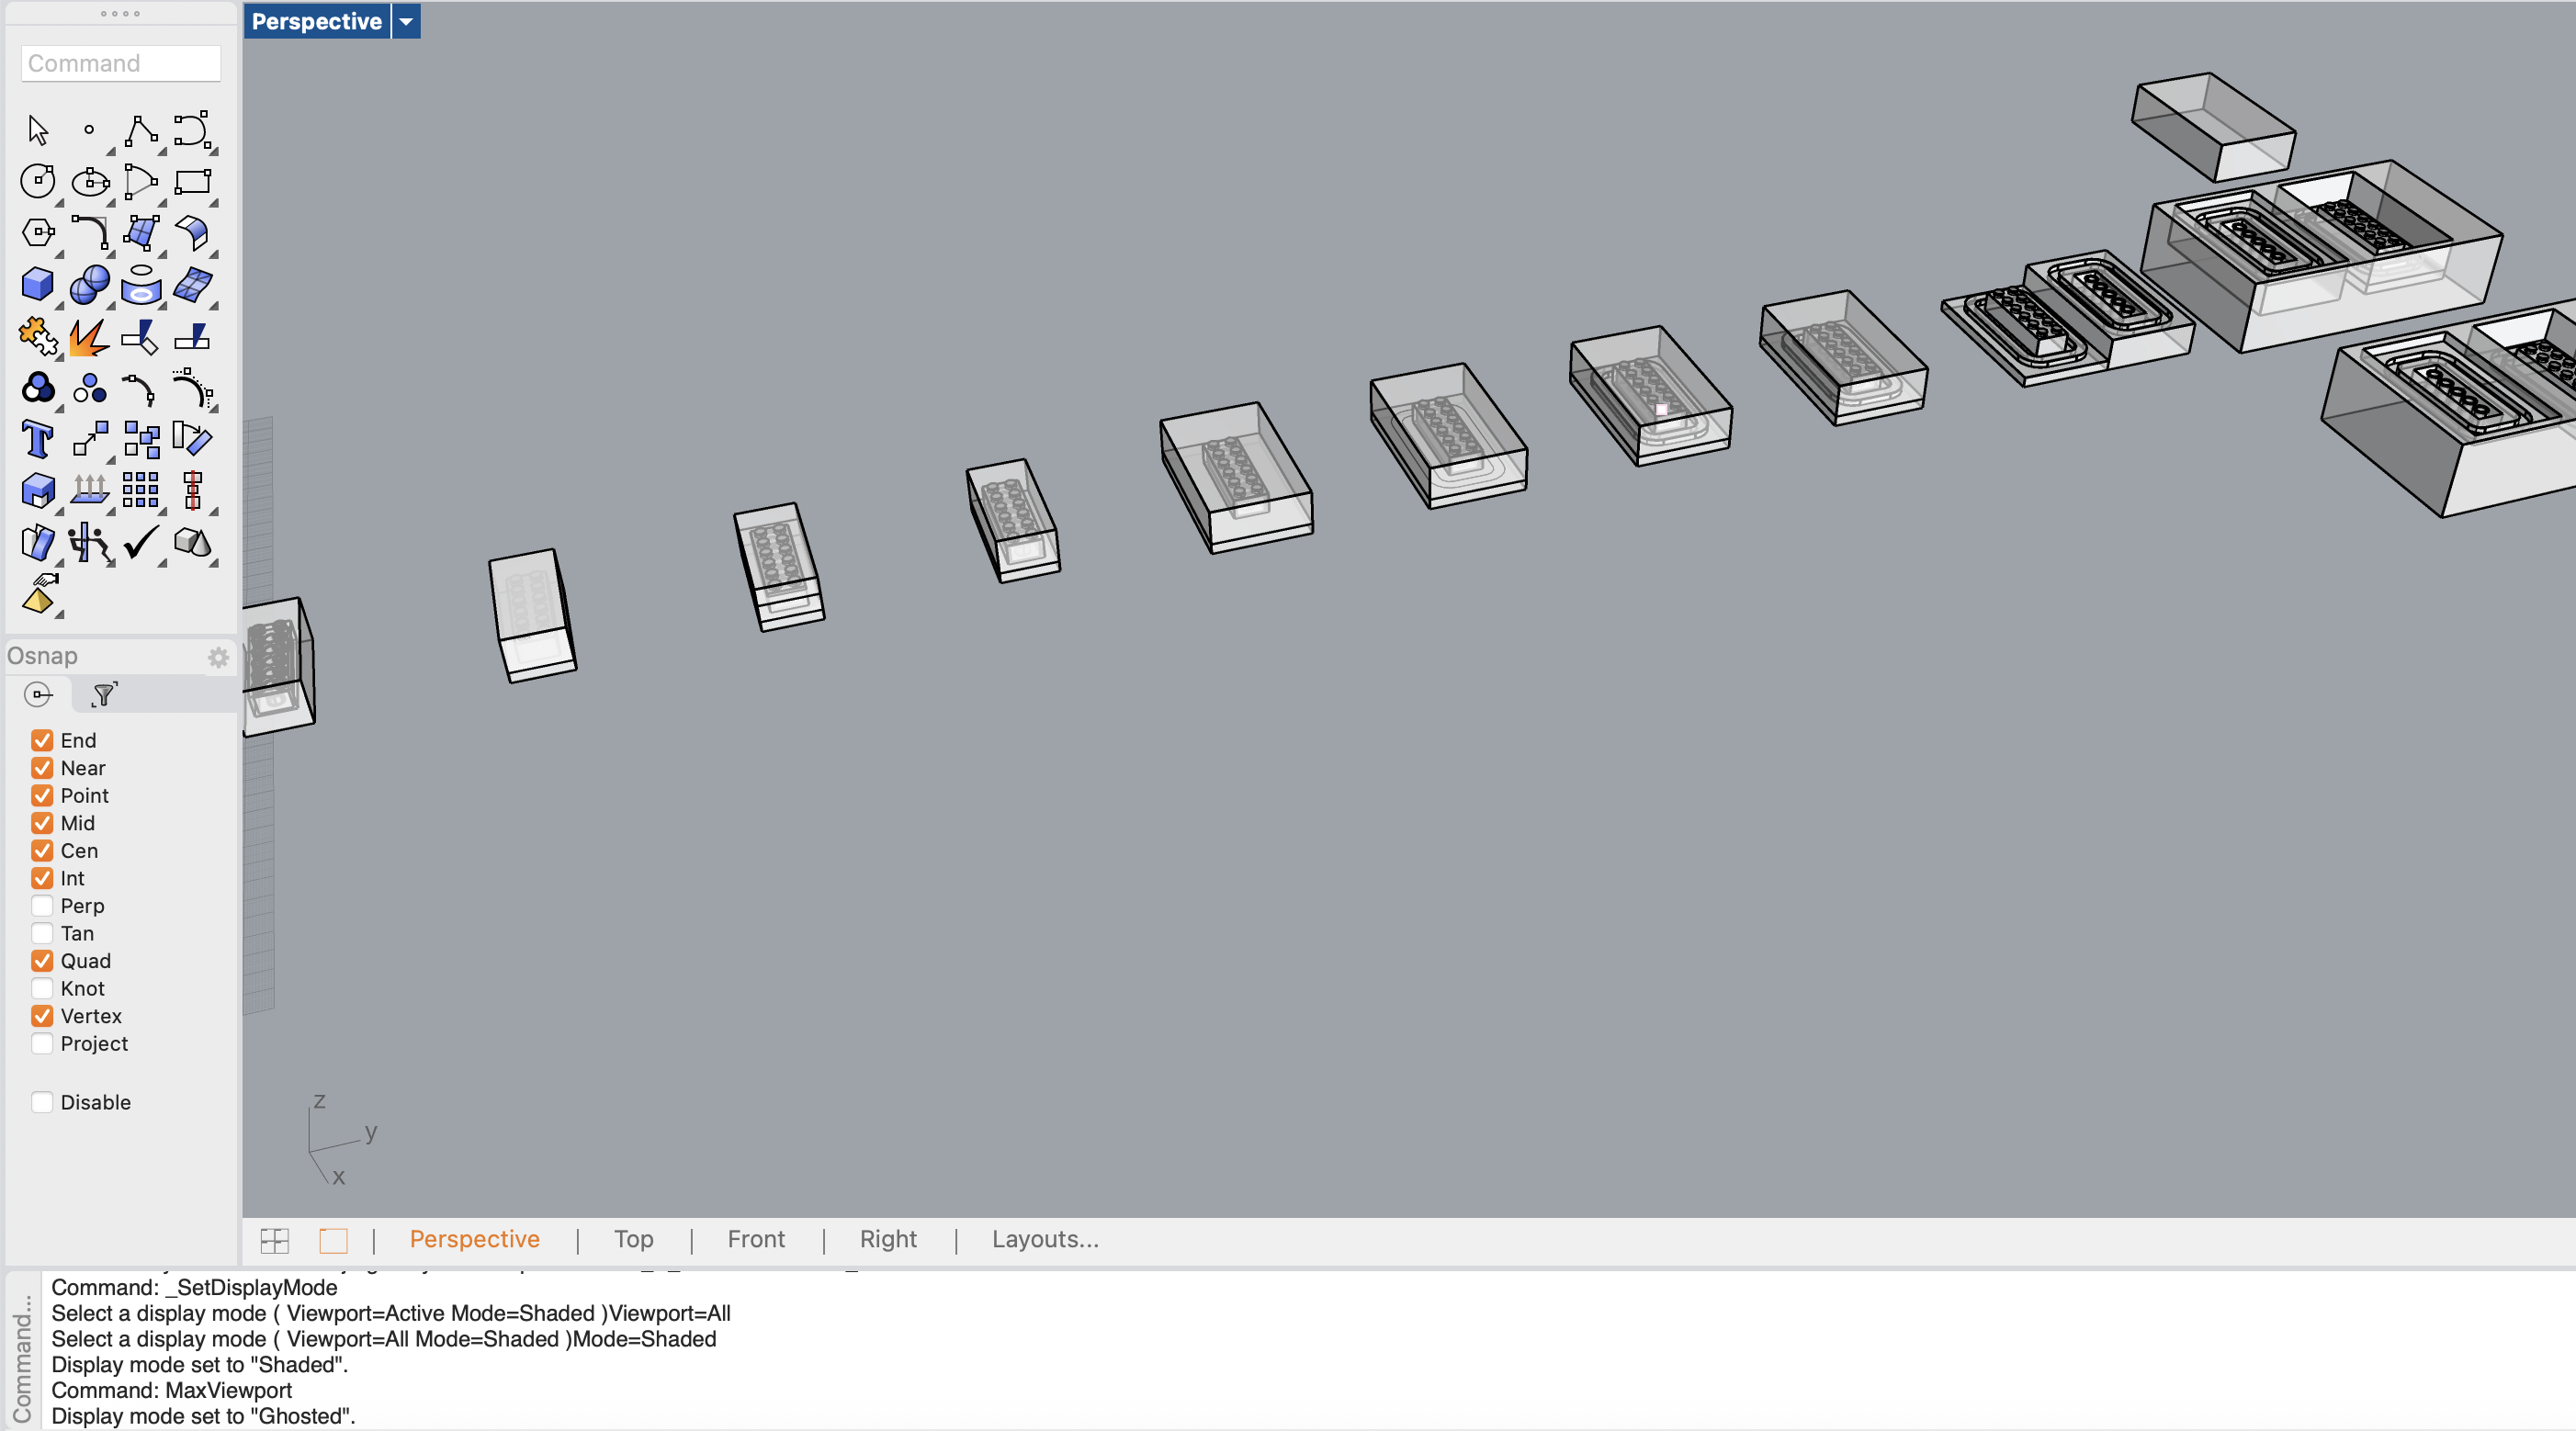 Perspective
Command
Osnap
End
Near
Point
Mid
Cen
Int
Perp
Tan
Quad
Knot
Vertex
Project
Disable
z
y
x
Perspective | Top | Front | Right | Layouts...
Command...
Command: _SetDisplayMode
Select a display mode ( Viewport=Active Mode=Shaded )Viewport=All
Select a display mode ( Viewport=All Mode=Shaded )Mode=Shaded
Display mode set to "Shaded".
Command: MaxViewport
Display mode set to "Ghosted".